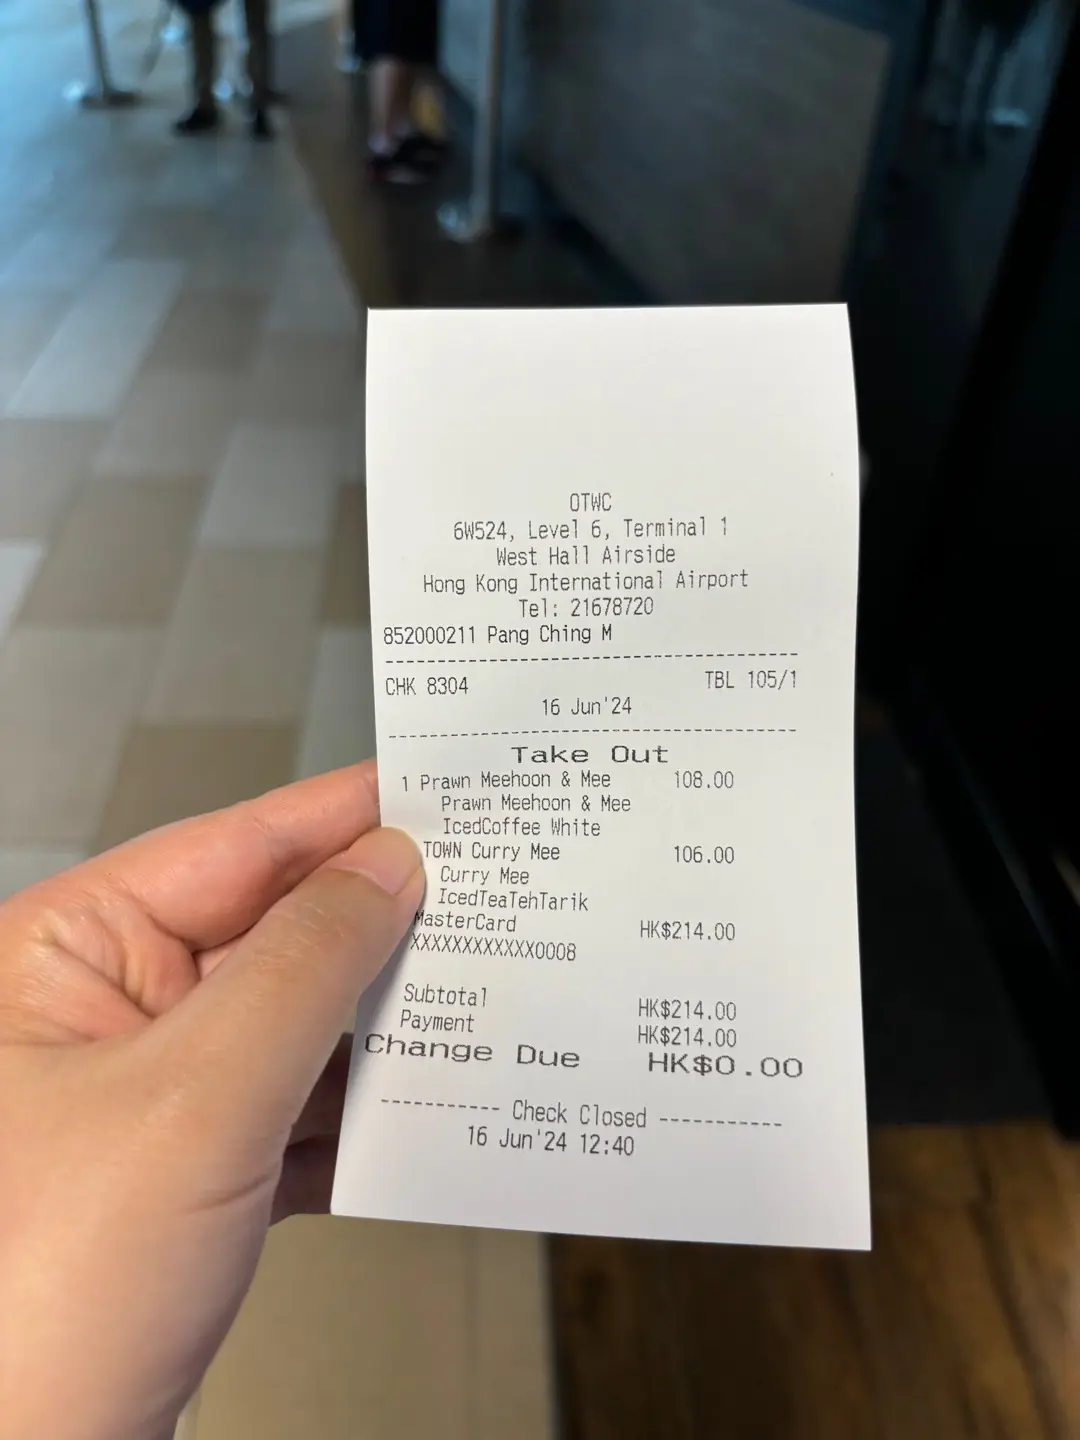 OTWC
6W524, Level 6, Terminal 1
West Hall Airside
Hong Kong International Airport
Tel: 21678720
852000211 Pang Ching M
CHK 8304 TBL 105/1
16 Jun'24
Take Out
1 Prawn Meehoon & Mee 108.00
Prawn Meehoon & Mee
IcedCoffee White
TOWN Curry Mee 106.00
Curry Mee
IcedTeaTehTarik
MasterCard HK$214.00
XXXXXXXXXXXX0008
Subtotal HK$214.00
Payment HK$214.00
Change Due HK$0.00
----------- Check Closed -----------
16 Jun'24 12:40